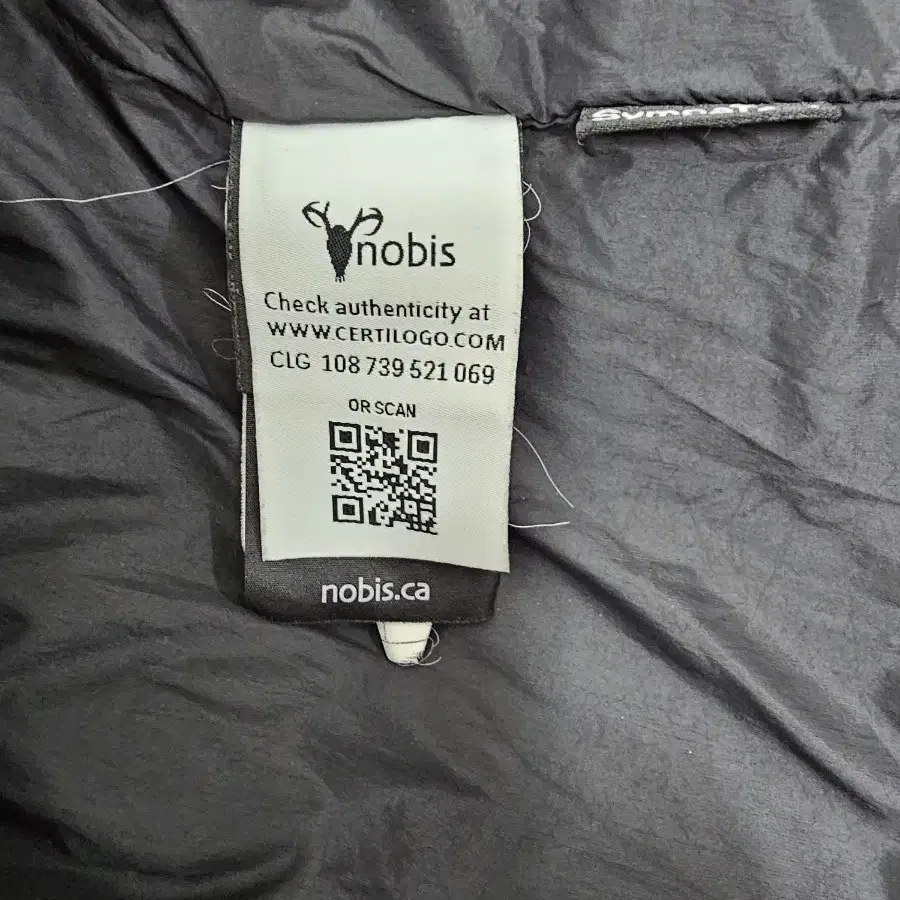 nobis
Check authenticity at
WWW.CERTILOGO.COM
CLG 108 739 521 069
OR SCAN
nobis.ca